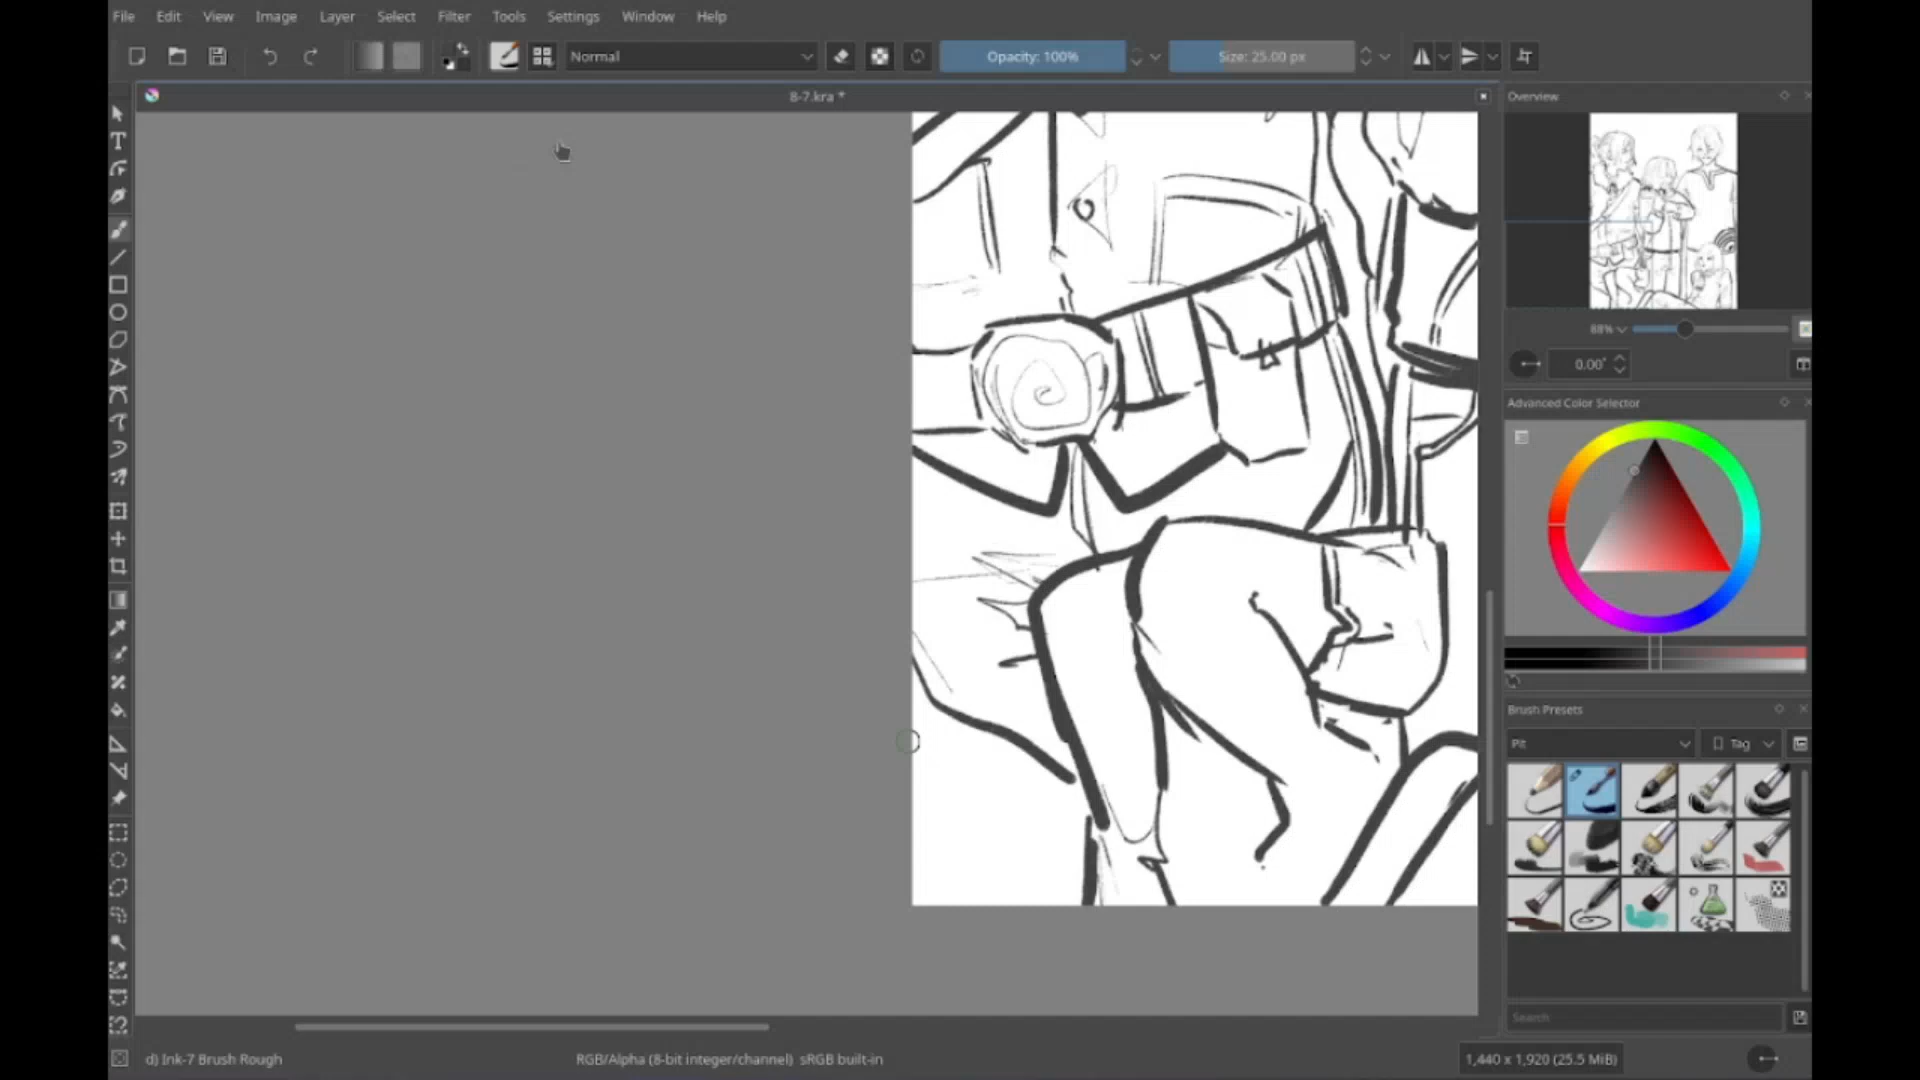 File Edit View Image Layer Select Filter Tools Settings Window Help
Normal Opacity: 100% Size: 25.00 px
8-7.kra *
Overview
88%
0.00°
Advanced Color Selector
Brush Presets
Pit Tag
Search
d) Ink-7 Brush Rough RGB/Alpha (8-bit integer/channel) sRGB built-in 1,440 x 1,920 (25.5 MiB)